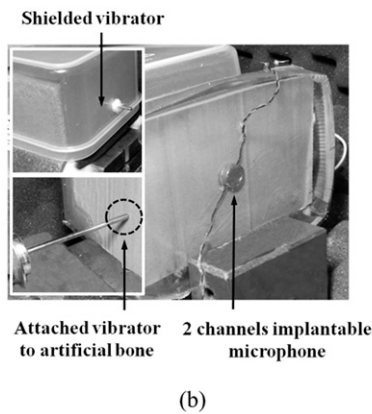 Shielded vibrator
Attached vibrator
to artificial bone
2 channels implantable
microphone
(b)